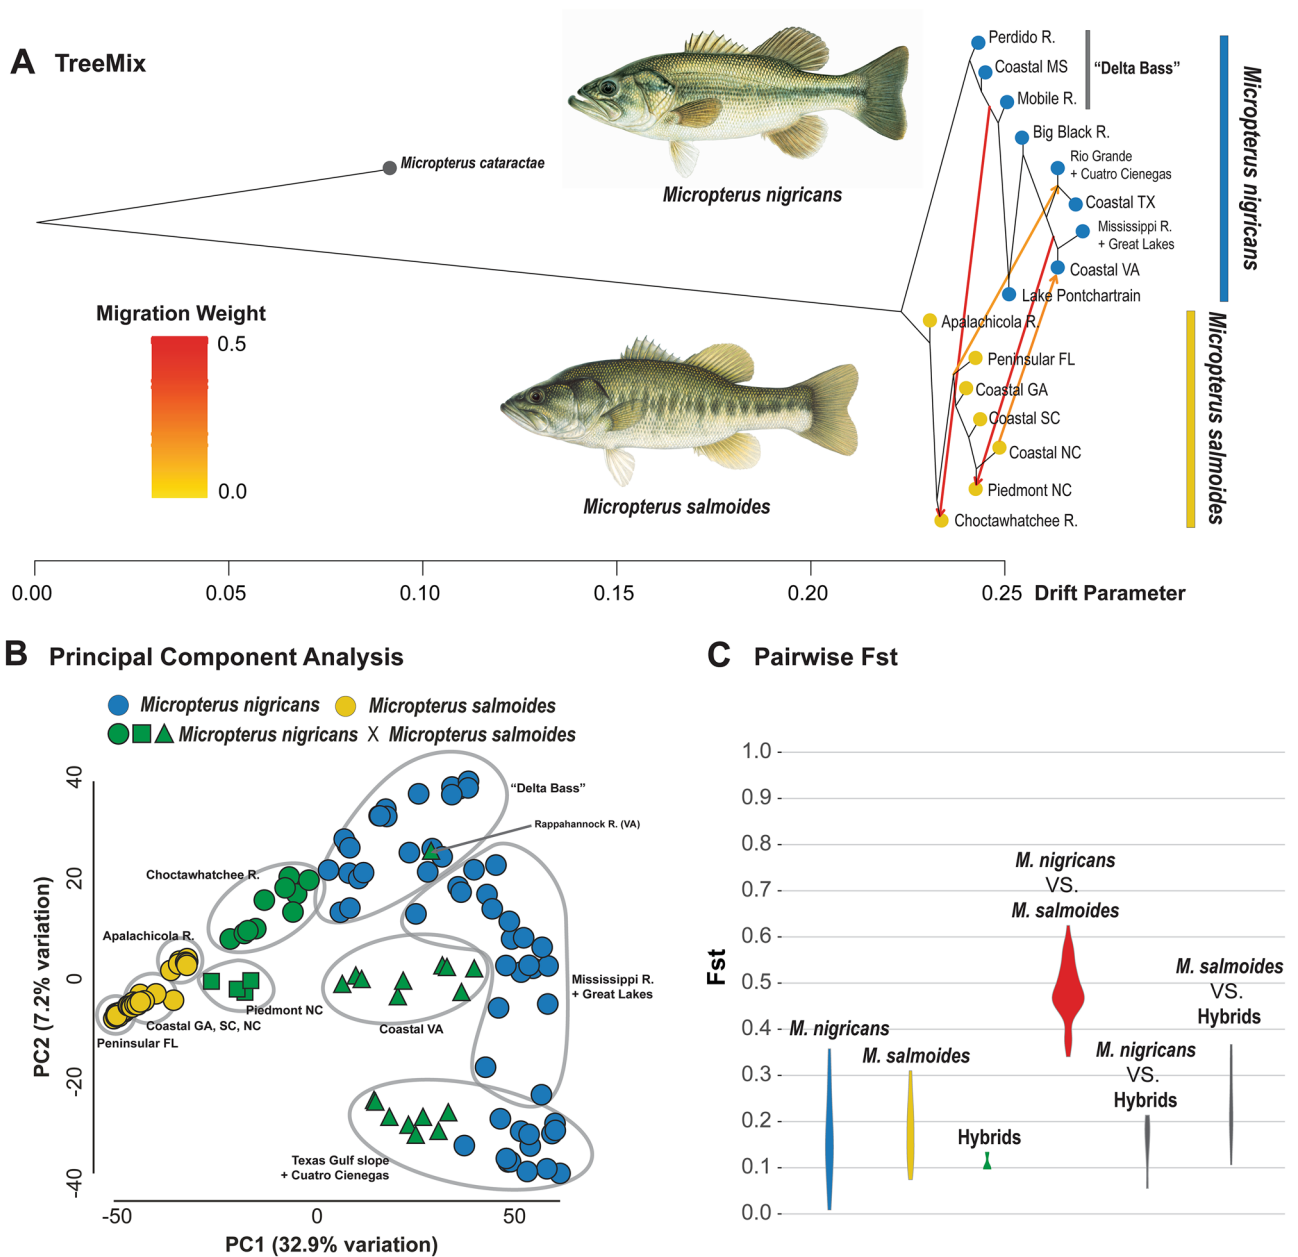 A TreeMix
Micropterus cataractae
Micropterus nigricans
Perdido R.
Coastal MS
Mobile R.
"Delta Bass"
Big Black R.
Rio Grande
+ Cuatro Cienegas
Coastal TX
Mississippi R.
+ Great Lakes
Coastal VA
Lake Pontchartrain
Micropterus nigricans
Migration Weight
0.5
0.0
Apalachicola R.
Peninsular FL
Coastal GA
Coastal SC
Coastal NC
Piedmont NC
Choctawhatchee R.
Micropterus salmoides
Micropterus salmoides
0.00 0.05 0.10 0.15 0.20 0.25 Drift Parameter
B Principal Component Analysis
Micropterus nigricans Micropterus salmoides
Micropterus nigricans X Micropterus salmoides
40
20
0
-20
-40
PC2 (7.2% variation)
"Delta Bass"
Rappahannock R. (VA)
Choctawhatchee R.
Apalachicola R.
Piedmont NC
Coastal GA, SC, NC
Peninsular FL
Coastal VA
Mississippi R.
+ Great Lakes
Texas Gulf slope
+ Cuatro Cienegas
-50 0 50
PC1 (32.9% variation)
C Pairwise Fst
1.0
0.9
0.8
0.7
0.6
0.5
0.4
0.3
0.2
0.1
0.0
Fst
M. nigricans
M. salmoides
Hybrids
M. nigricans
VS.
M. salmoides
M. nigricans
VS.
Hybrids
M. salmoides
VS.
Hybrids